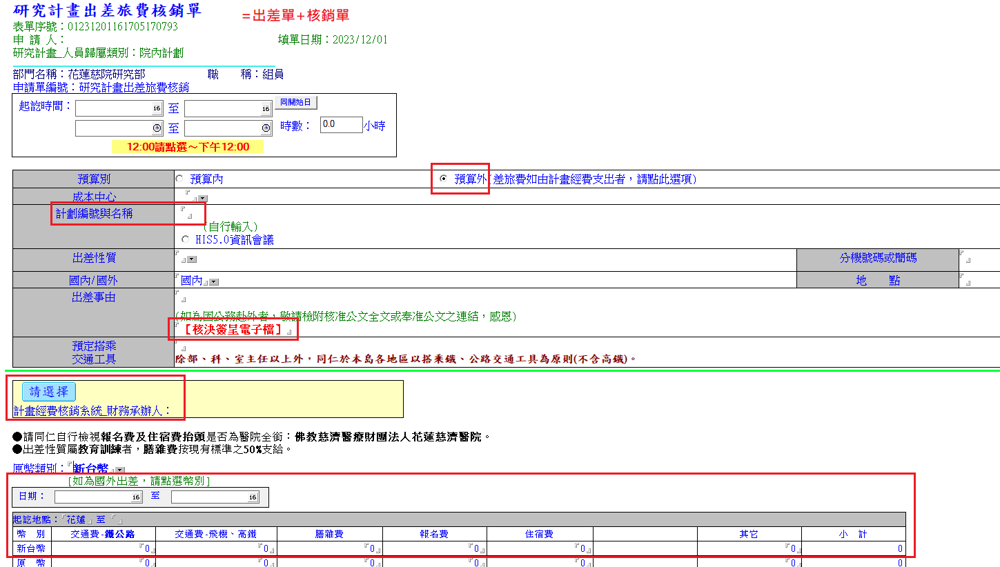 研究計畫出差旅費核銷單 =出差單+核銷單
表單序號：01231201161705170793
申 請 人： 填單日期：2023/12/01
研究計畫_人員歸屬類別：院內計劃
部門名稱：花蓮慈院研究部 職 稱：組員
申請單編號：研究計畫出差旅費核銷
起訖時間： 16 至 16 同開始日
至 時數： 0.0 小時
12:00請點選～下午12:00
預算別 預算內 預算外(差旅費如由計畫經費支出者，請點此選項)
成本中心 『 』
計劃編號與名稱 『 』
(自行輸入)
HIS5.0資訊會議
出差性質 『 』 分機號碼或簡碼 『 』
國內/國外 『國內』 地 點 『 』
出差事由 『 』
(如為因公務赴外者，敬請檢附核准公文全文或奉准公文之連結，感恩)
『【核決簽呈電子檔】』
預定搭乘 『 』
交通工具 除部、科、室主任以上外，同仁於本島各地區以搭乘鐵、公路交通工具為原則(不含高鐵)。
請選擇
計畫經費核銷系統_財務承辦人：
●請同仁自行檢視報名費及住宿費抬頭是否為醫院全銜：佛教慈濟醫療財團法人花蓮慈濟醫院。
●出差性質屬教育訓練者，膳雜費按現有標準之50%支給。
原幣類別：『新台幣』
[如為國外出差，請點選幣別]
日期： 16 至 16
起訖地點：『花蓮』至『 』
幣 別 交通費-鐵公路 交通費-飛機、高鐵 膳雜費 報名費 住宿費 其它 小 計
新台幣 『0』 『0』 『0』 『0』 『0』 『0』 0
原 幣 『0』 『0』 『0』 『0』 『0』 『0』 0